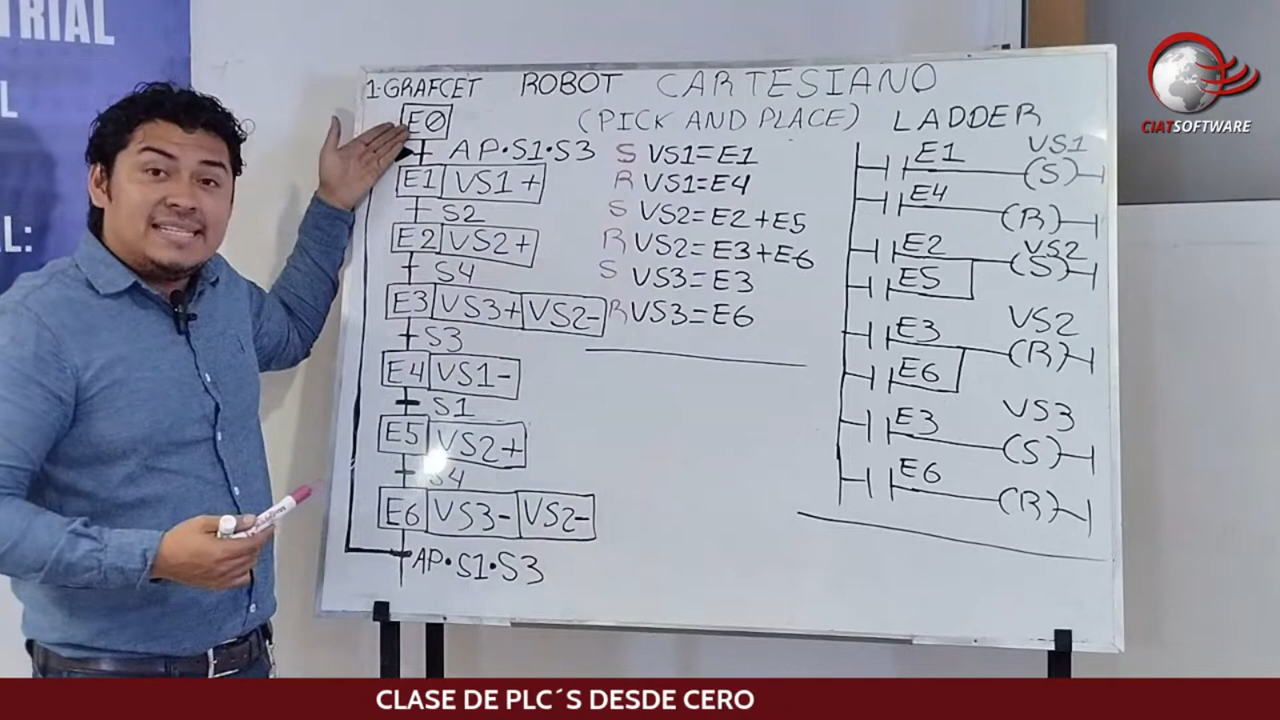 TRIAL
L
L:
1.GRAFCET ROBOT CARTESIANO
(PICK AND PLACE)
E0
AP·S1·S3
E1 VS1+
S2
E2 VS2+
S4
E3 VS3+ VS2-
S3
E4 VS1-
S1
E5 VS2+
S4
E6 VS3- VS2-
AP·S1·S3
S VS1=E1
R VS1=E4
S VS2=E2+E5
R VS2=E3+E6
S VS3=E3
R VS3=E6
LADDER
E1 VS1
(S)
E4
(R)
E2 VS2
(S)
E5
E3 VS2
(R)
E6
E3 VS3
(S)
E6
(R)
CIATSOFTWARE
CLASE DE PLC´S DESDE CERO